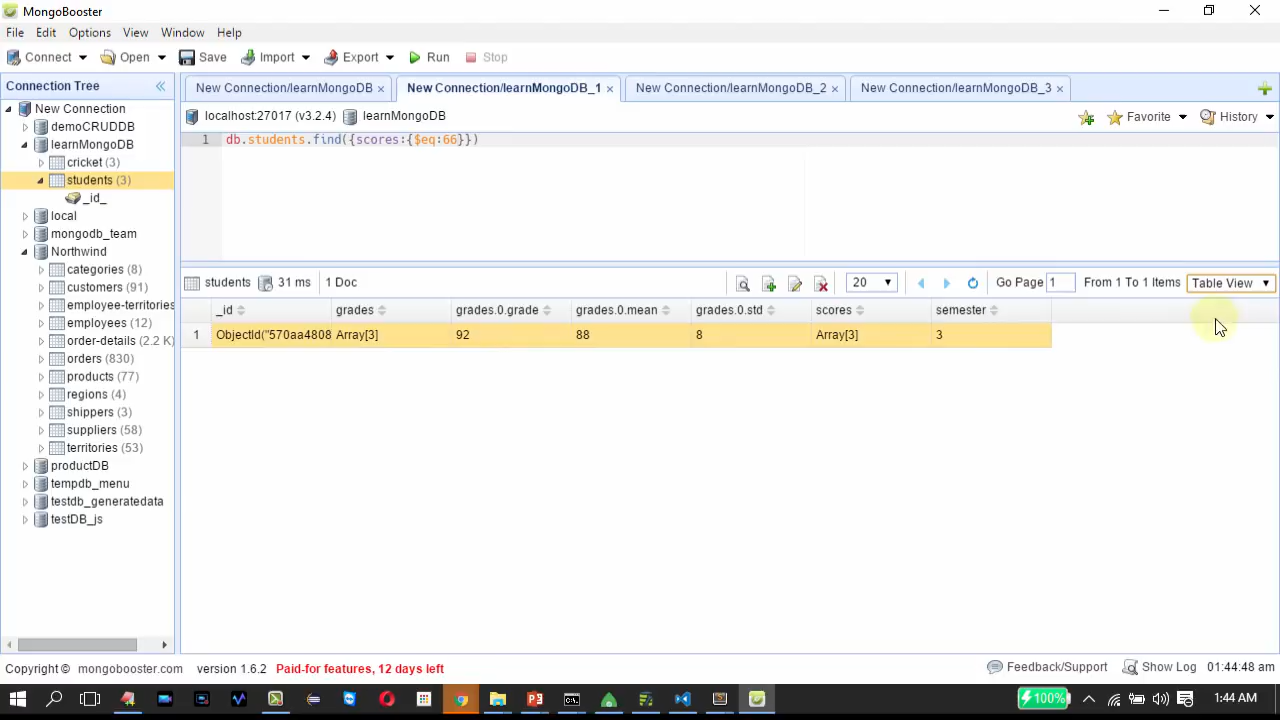 MongoBooster
File Edit Options View Window Help
Connect Open Save Import Export Run Stop
Connection Tree
New Connection
demoCRUDDB
learnMongoDB
cricket (3)
students (3)
_id_
local
mongodb_team
Northwind
categories (8)
customers (91)
employee-territories
employees (12)
order-details (2.2 K)
orders (830)
products (77)
regions (4)
shippers (3)
suppliers (58)
territories (53)
productDB
tempdb_menu
testdb_generatedata
testDB_js
New Connection/learnMongoDB × New Connection/learnMongoDB_1 × New Connection/learnMongoDB_2 × New Connection/learnMongoDB_3 ×
localhost:27017 (v3.2.4) learnMongoDB Favorite History
1 db.students.find({scores:{$eq:66}})
students 31 ms 1 Doc 20 Go Page 1 From 1 To 1 Items Table View
_id grades grades.0.grade grades.0.mean grades.0.std scores semester
1 ObjectId("570aa4808 Array[3] 92 88 8 Array[3] 3
Copyright © mongobooster.com version 1.6.2 Paid-for features, 12 days left Feedback/Support Show Log 01:44:48 am
100% 1:44 AM